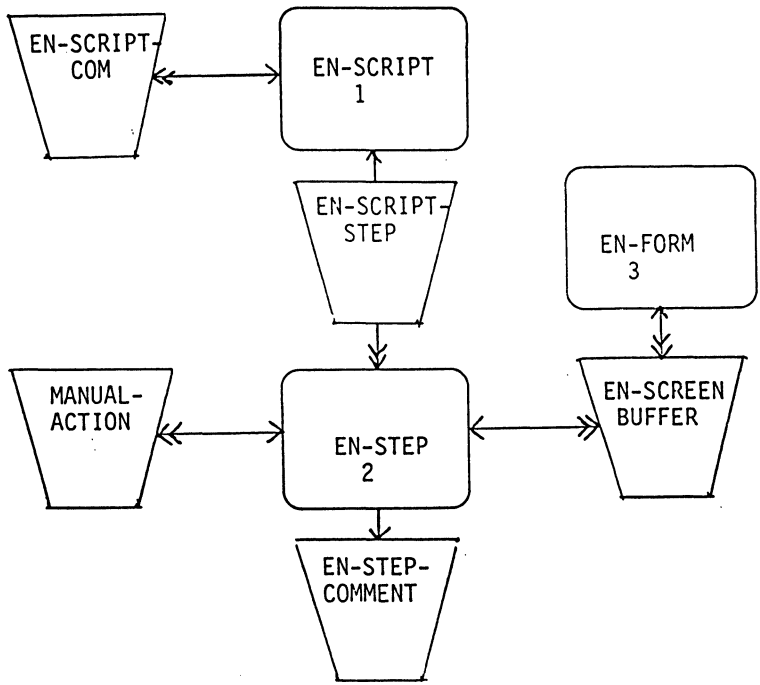 EN-SCRIPT-
COM
EN-SCRIPT
1
EN-SCRIPT-
STEP
EN-FORM
3
MANUAL-
ACTION
EN-STEP
2
EN-SCREEN
BUFFER
EN-STEP-
COMMENT